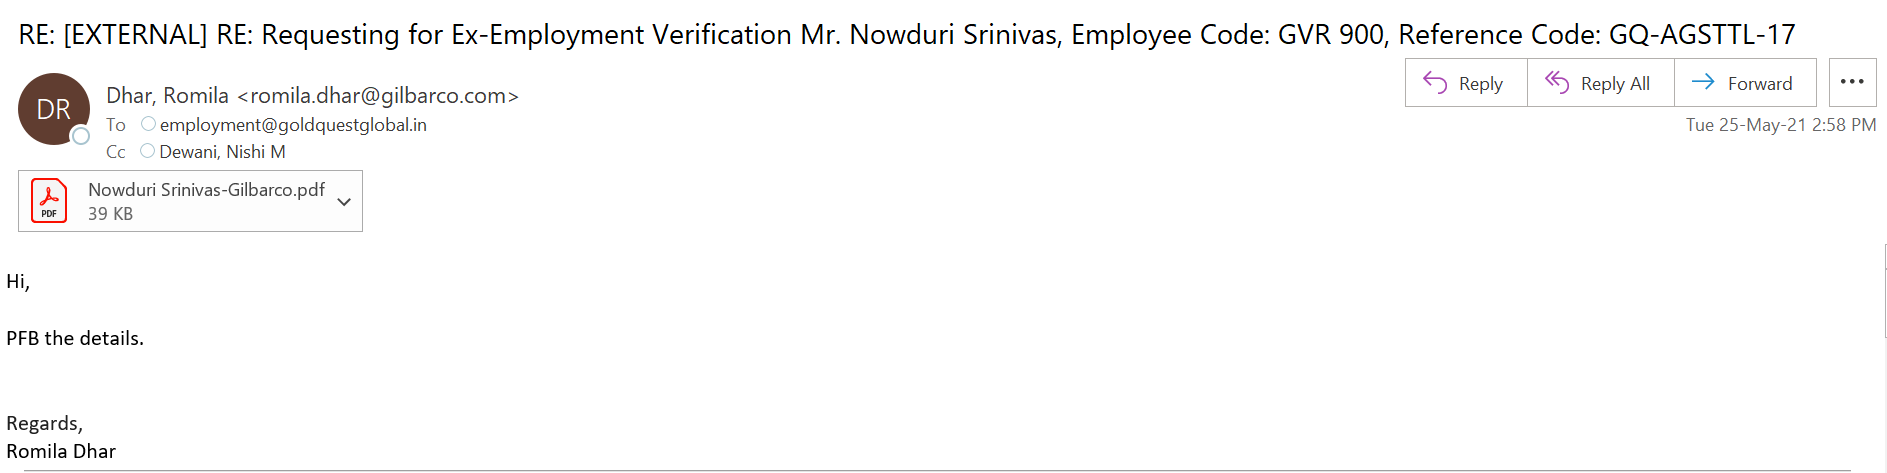 RE: [EXTERNAL] RE: Requesting for Ex-Employment Verification Mr. Nowduri Srinivas, Employee Code: GVR 900, Reference Code: GQ-AGSTTL-17
DR
Dhar, Romila <romila.dhar@gilbarco.com>
To employment@goldquestglobal.in
Cc Dewani, Nishi M
Reply Reply All Forward
Tue 25-May-21 2:58 PM
PDF
Nowduri Srinivas-Gilbarco.pdf
39 KB
Hi,
PFB the details.
Regards,
Romila Dhar